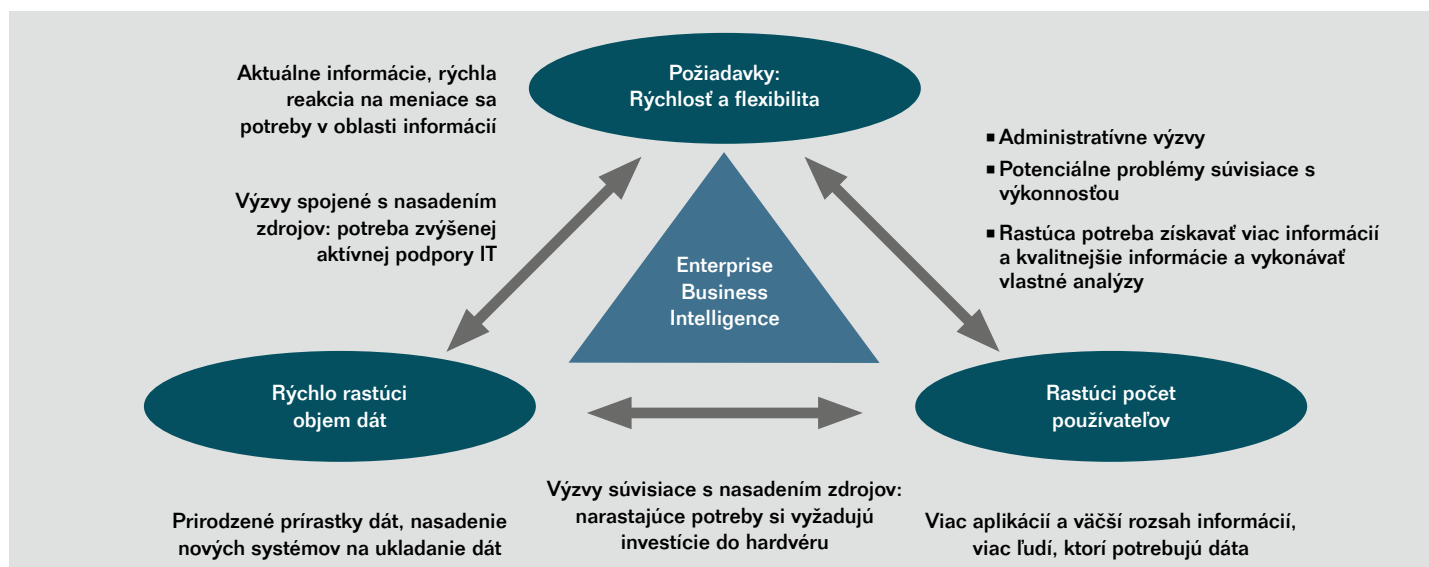 Požiadavky:
Rýchlosť a flexibilita
Aktuálne informácie, rýchla
reakcia na meniace sa
potreby v oblasti informácií
■ Administratívne výzvy
■ Potenciálne problémy súvisiace s
výkonnosťou
■ Rastúca potreba získavať viac informácií
a kvalitnejšie informácie a vykonávať
vlastné analýzy
Výzvy spojené s nasadením
zdrojov: potreba zvýšenej
aktívnej podpory IT
Enterprise
Business
Intelligence
Rýchlo rastúci
objem dát
Rastúci počet
používateľov
Prirodzené prírastky dát, nasadenie
nových systémov na ukladanie dát
Výzvy súvisiace s nasadením zdrojov:
narastajúce potreby si vyžadujú
investície do hardvéru
Viac aplikácií a väčší rozsah informácií,
viac ľudí, ktorí potrebujú dáta